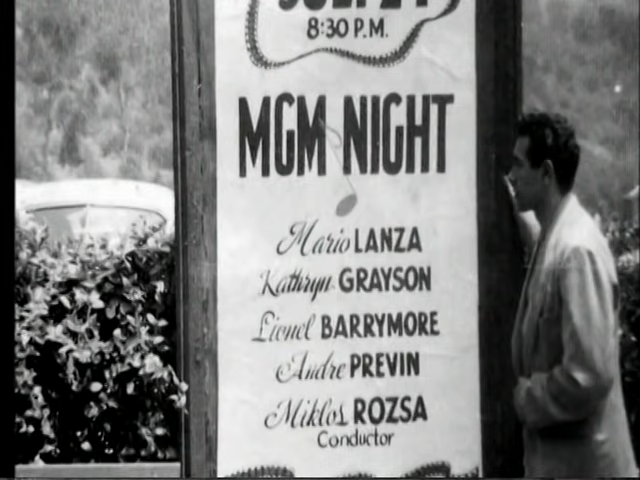 8:30 P.M.
MGM NIGHT
Mario LANZA
Kathryn GRAYSON
Lionel BARRYMORE
Andre PREVIN
Miklos ROZSA
Conductor